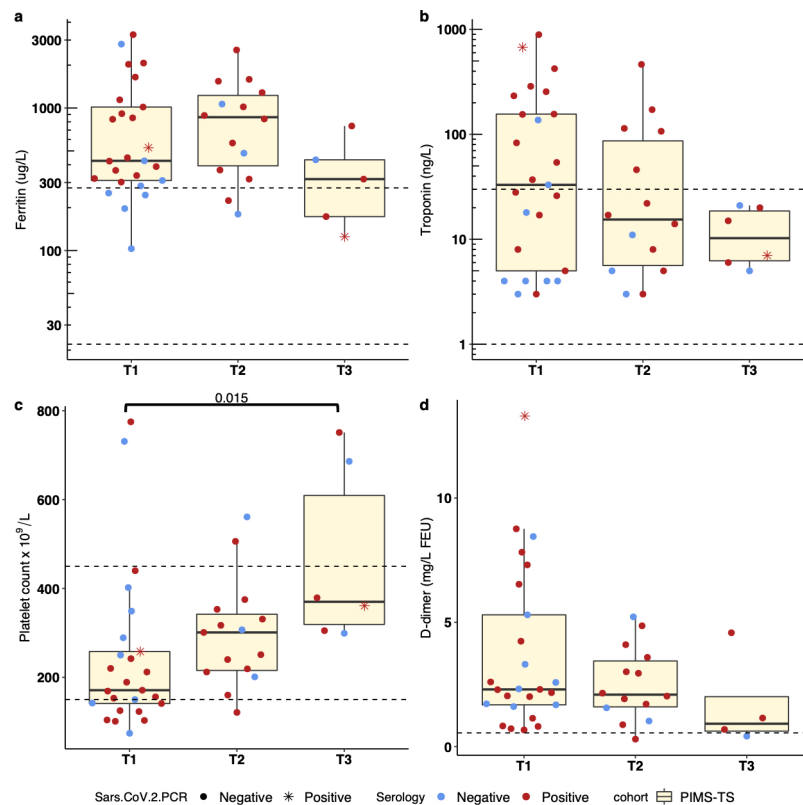 a
Ferritin (ug/L)
3000
1000
300
100
30
T1 T2 T3
b
Troponin (ng/L)
1000
100
10
1
T1 T2 T3
c
0.015
Platelet count x 10^9/L
800
600
400
200
T1 T2 T3
d
D-dimer (mg/L FEU)
10
5
0
T1 T2 T3
Sars.CoV.2.PCR Negative Positive Serology Negative Positive cohort PIMS-TS